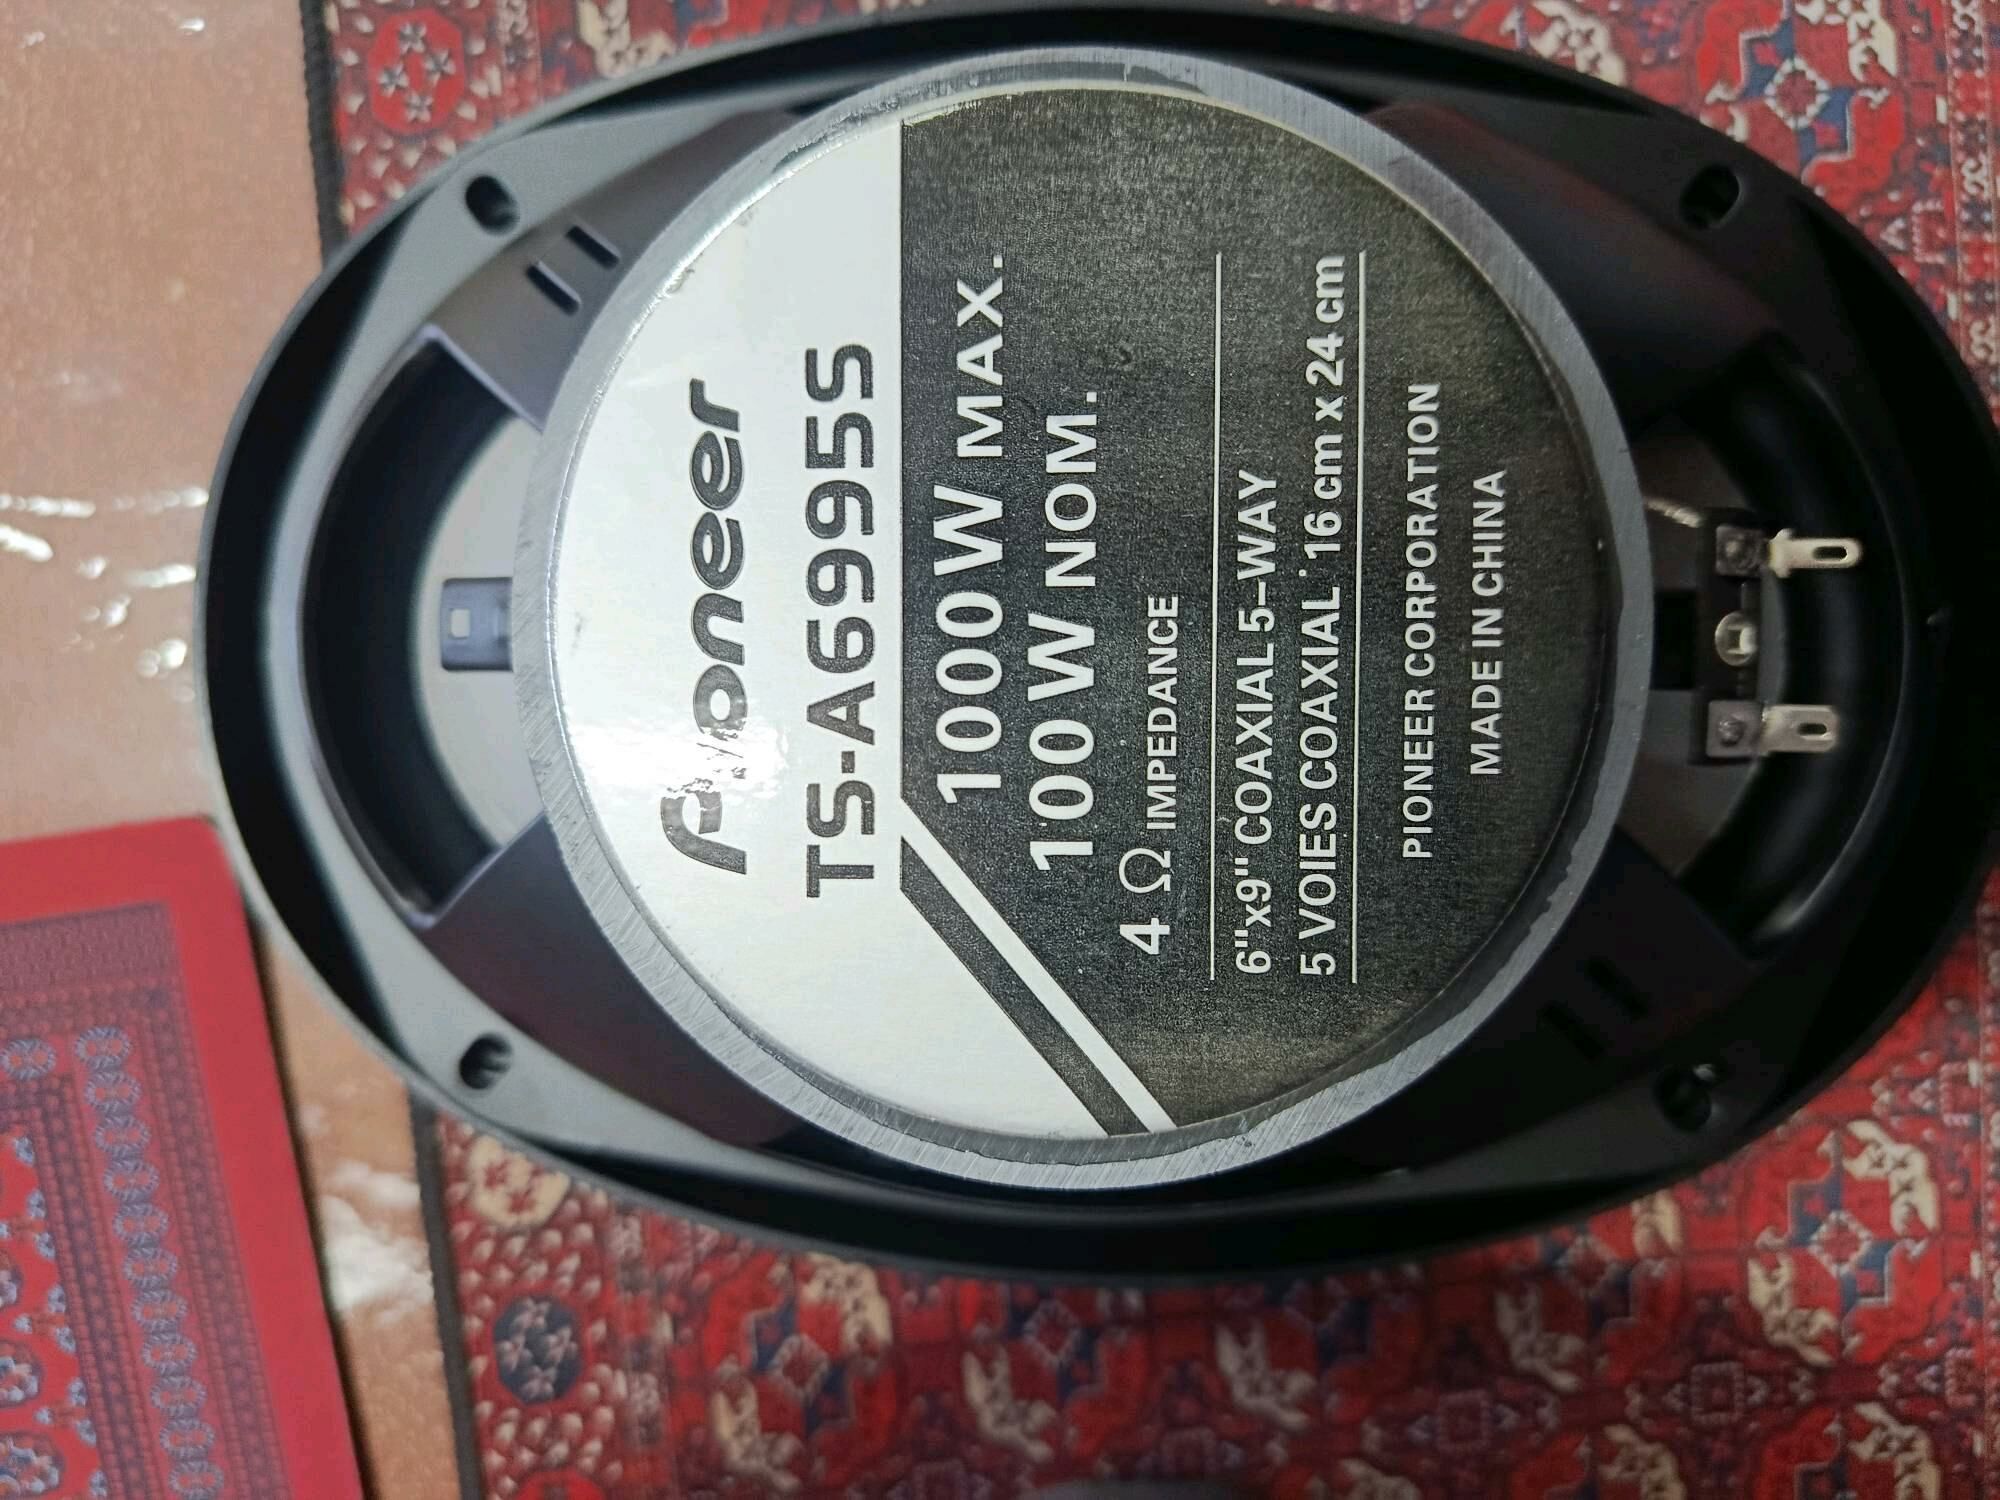 Pioneer
TS-A6995S
1000W MAX.
100W NOM.
4 Ω IMPEDANCE
6"x9" COAXIAL 5-WAY
5 VOIES COAXIAL 16 cm x 24 cm
PIONEER CORPORATION
MADE IN CHINA